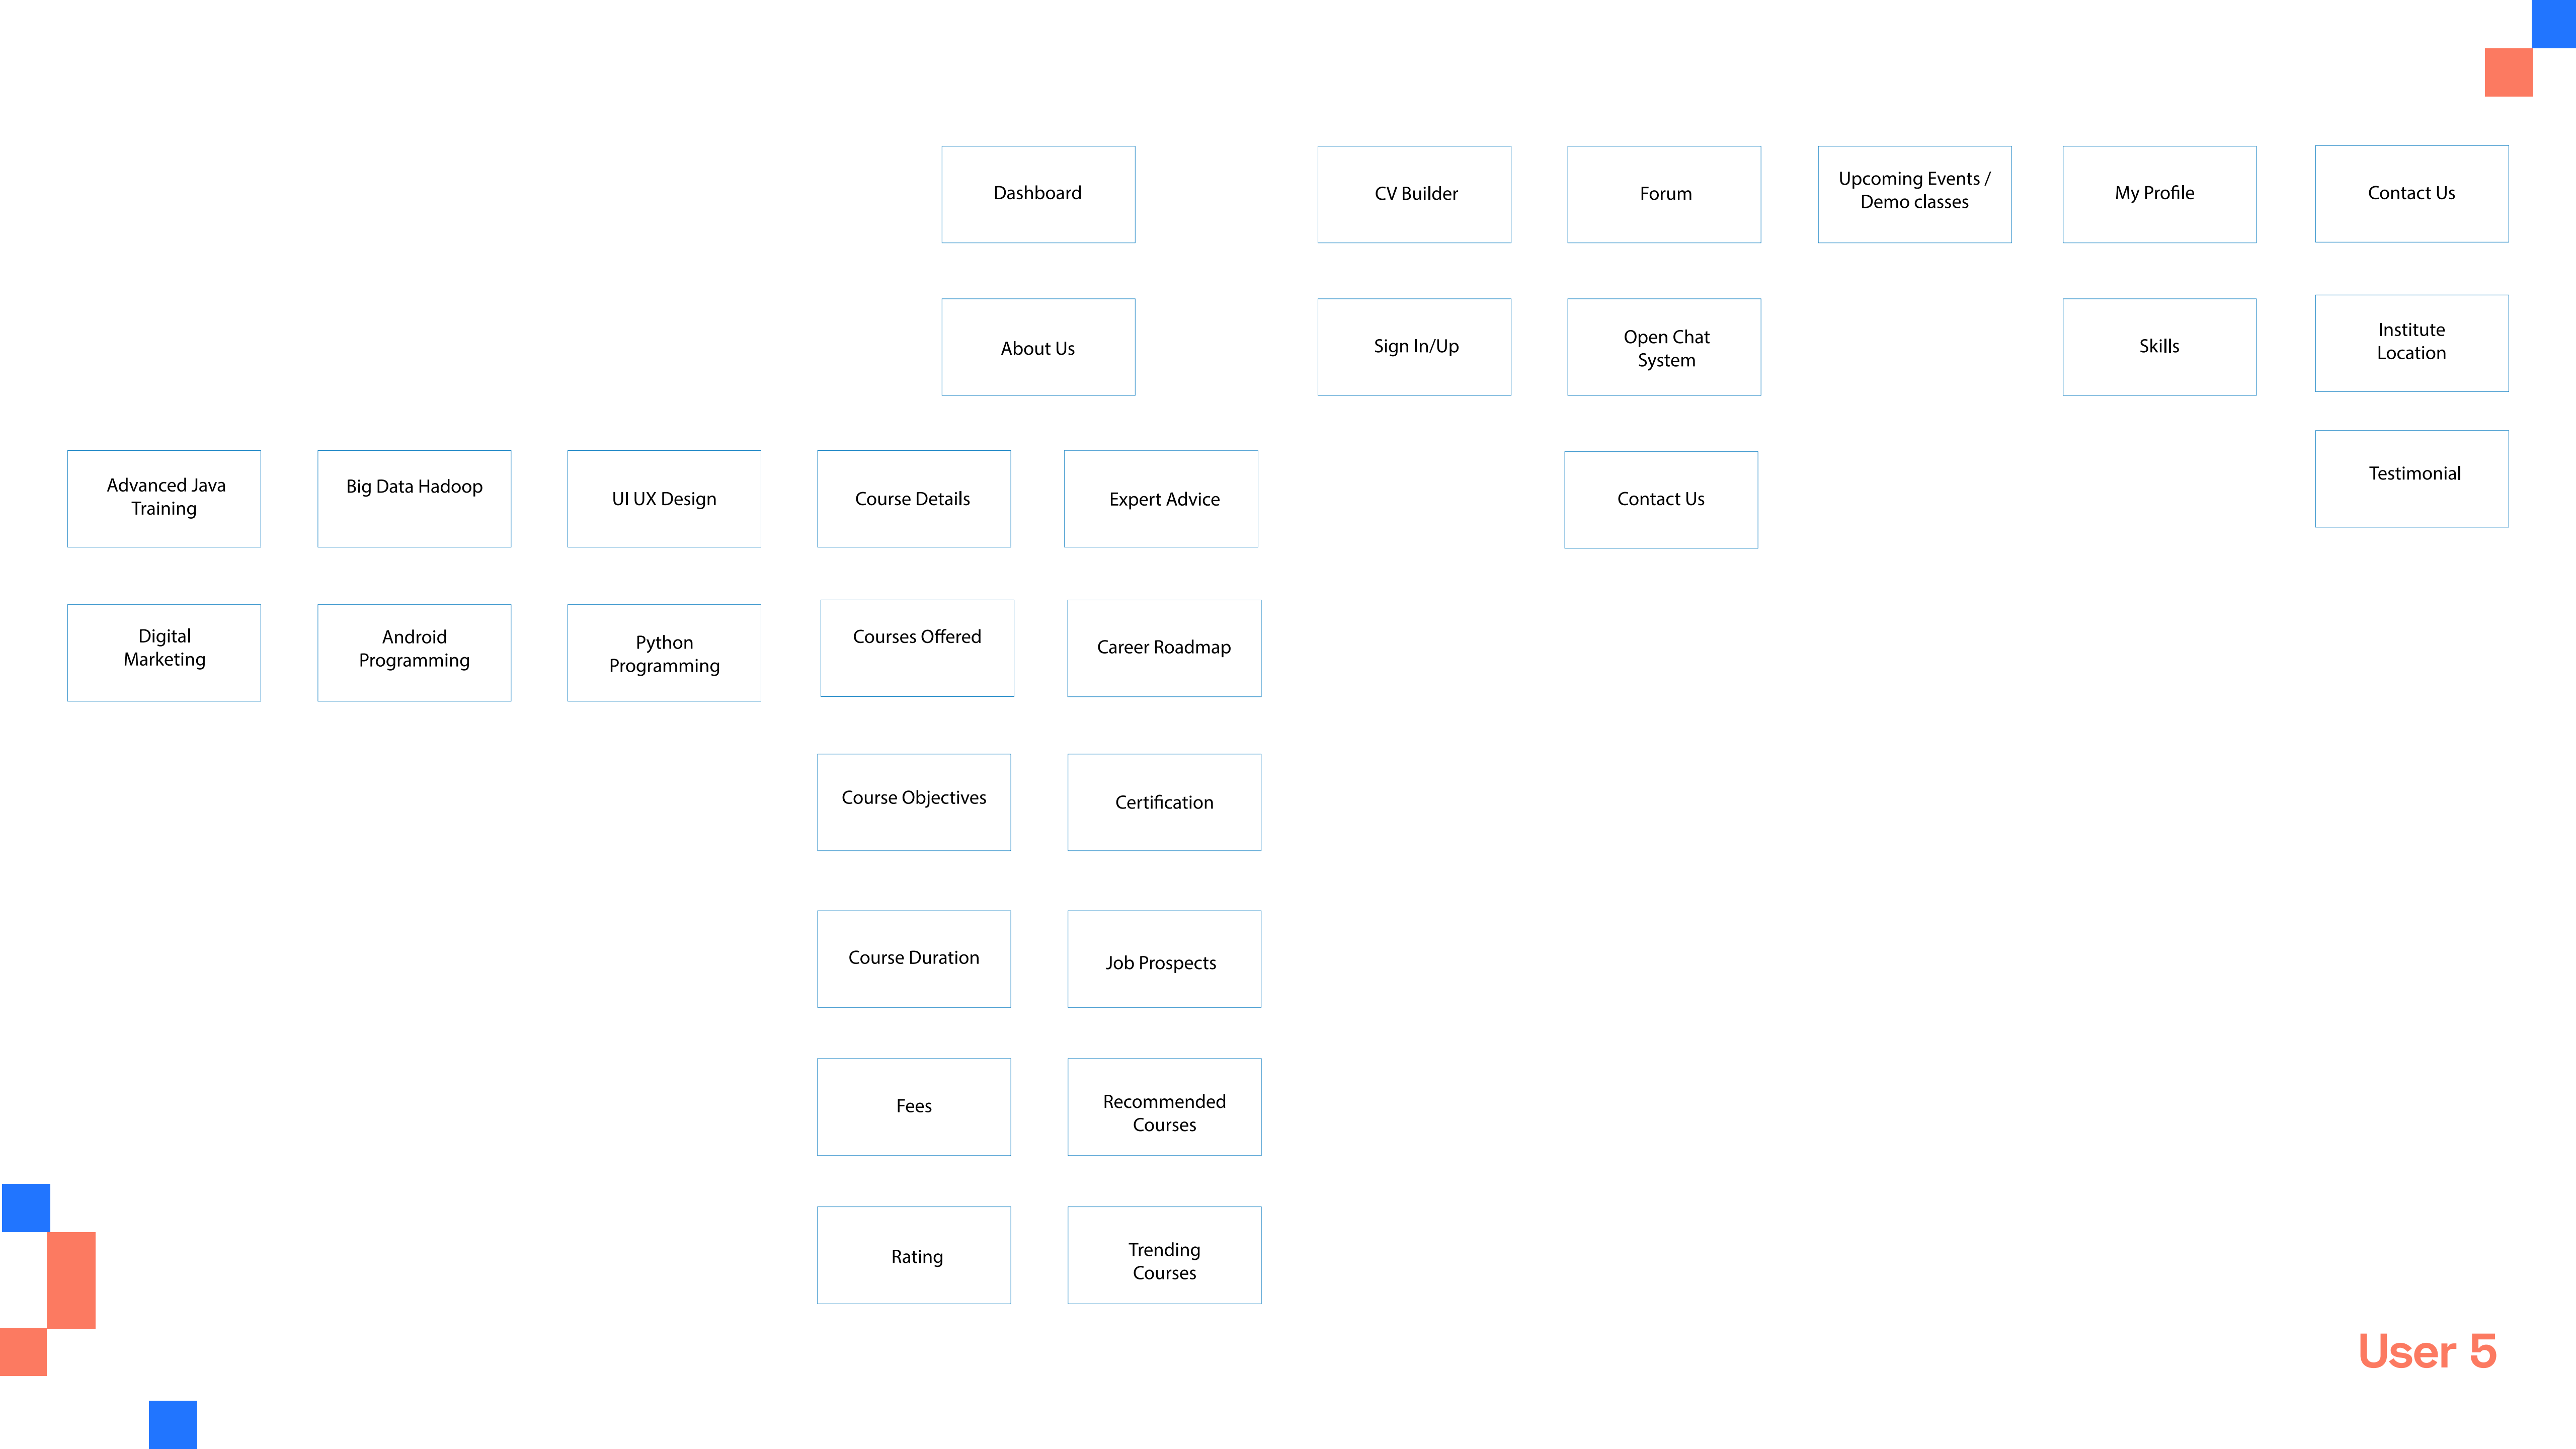 Dashboard
CV Builder
Forum
Upcoming Events /
Demo classes
My Profile
Contact Us
About Us
Sign In/Up
Open Chat
System
Skills
Institute
Location
Advanced Java
Training
Big Data Hadoop
UI UX Design
Course Details
Expert Advice
Contact Us
Testimonial
Digital
Marketing
Android
Programming
Python
Programming
Courses Offered
Career Roadmap
Course Objectives
Certification
Course Duration
Job Prospects
Fees
Recommended
Courses
Rating
Trending
Courses
User 5